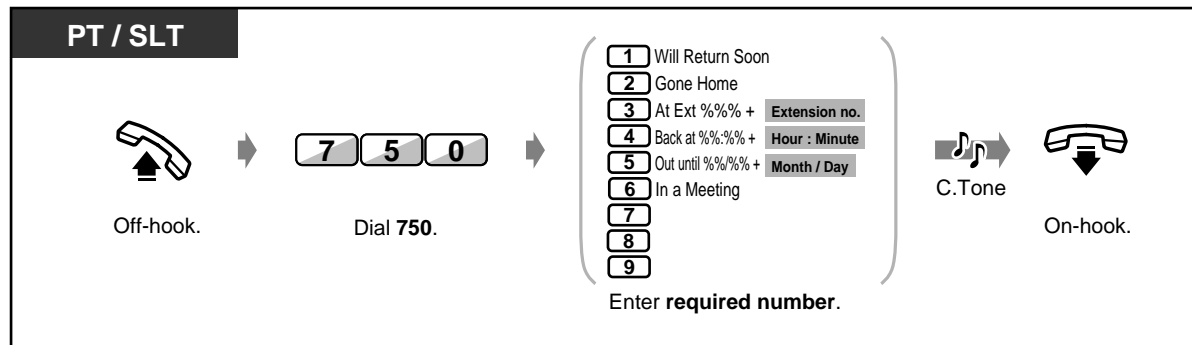 PT / SLT
1 Will Return Soon
2 Gone Home
3 At Ext %%% + Extension no.
4 Back at %%:%% + Hour : Minute
5 Out until %%/%% + Month / Day
6 In a Meeting
7
8
9
7 5 0
C.Tone
Off-hook.
Dial 750.
Enter required number.
On-hook.